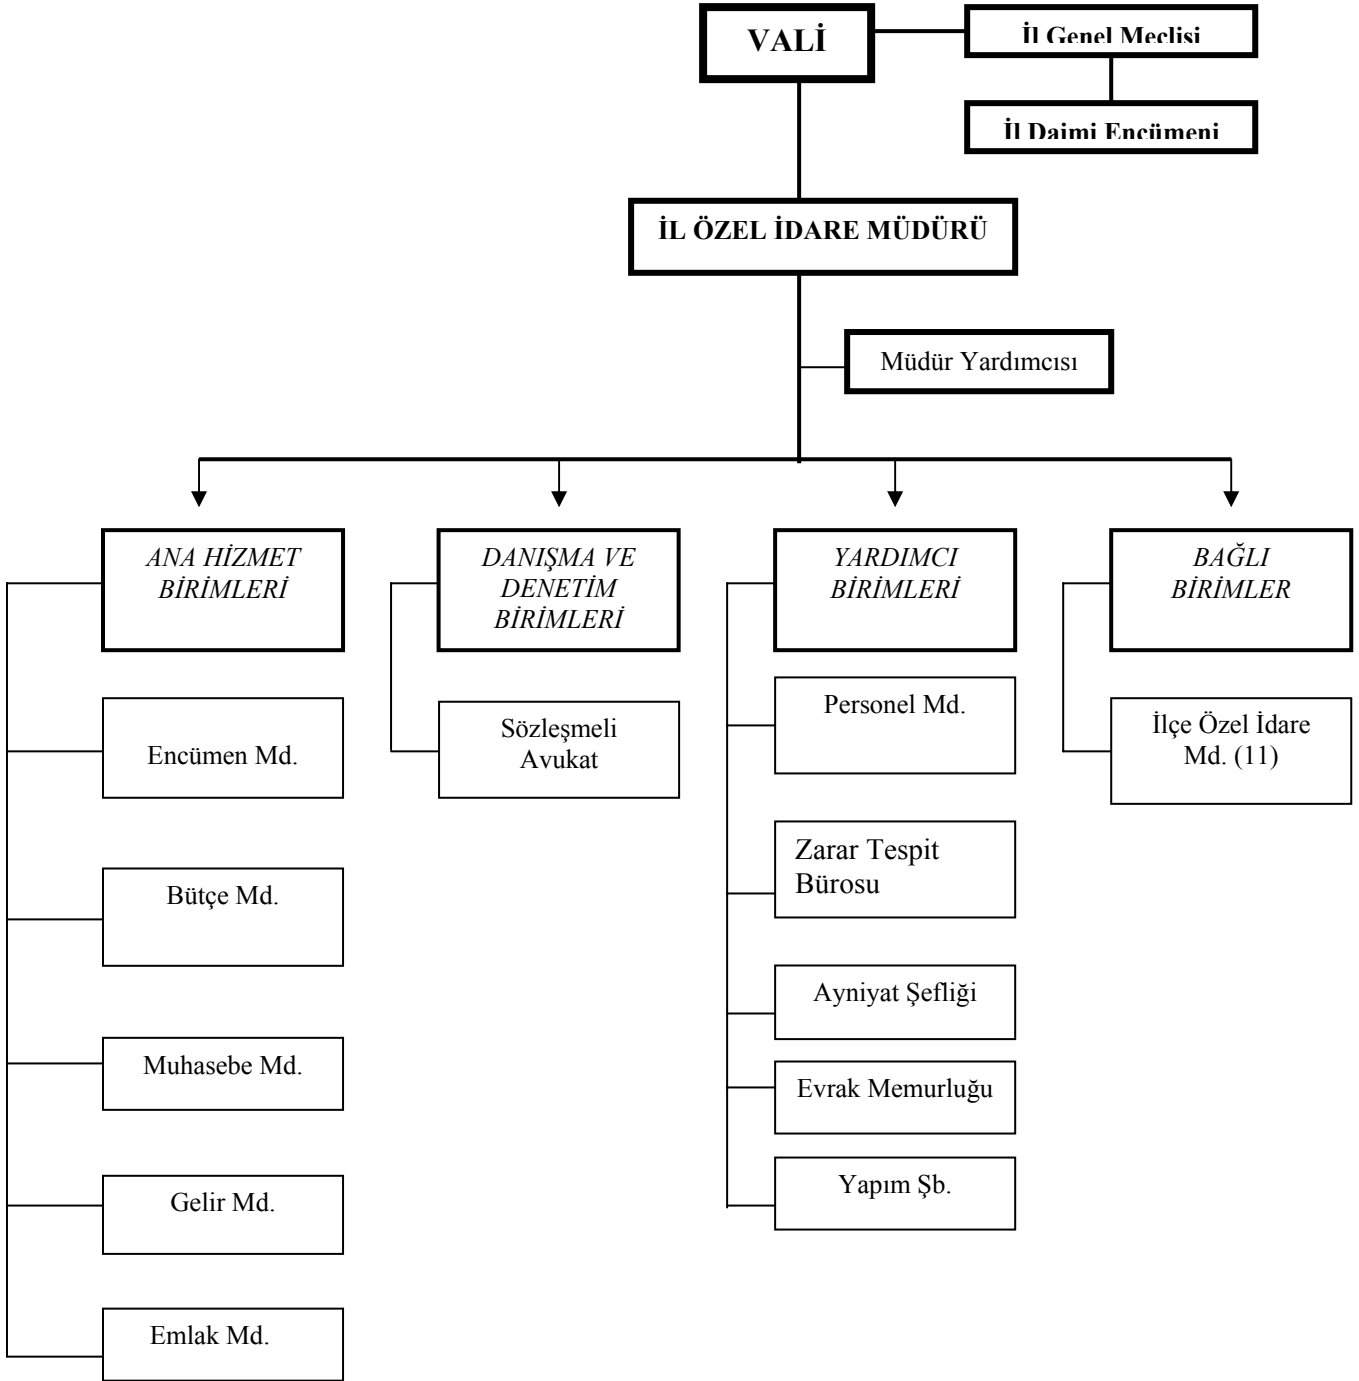 VALİ
İl Genel Meclisi
İl Daimi Encümeni
İL ÖZEL İDARE MÜDÜRÜ
Müdür Yardımcısı
ANA HİZMET
BİRİMLERİ
DANIŞMA VE
DENETİM
BİRİMLERİ
YARDIMCI
BİRİMLERİ
BAĞLI
BİRİMLER
Encümen Md.
Bütçe Md.
Muhasebe Md.
Gelir Md.
Emlak Md.
Sözleşmeli
Avukat
Personel Md.
Zarar Tespit
Bürosu
Ayniyat Şefliği
Evrak Memurluğu
Yapım Şb.
İlçe Özel İdare
Md. (11)